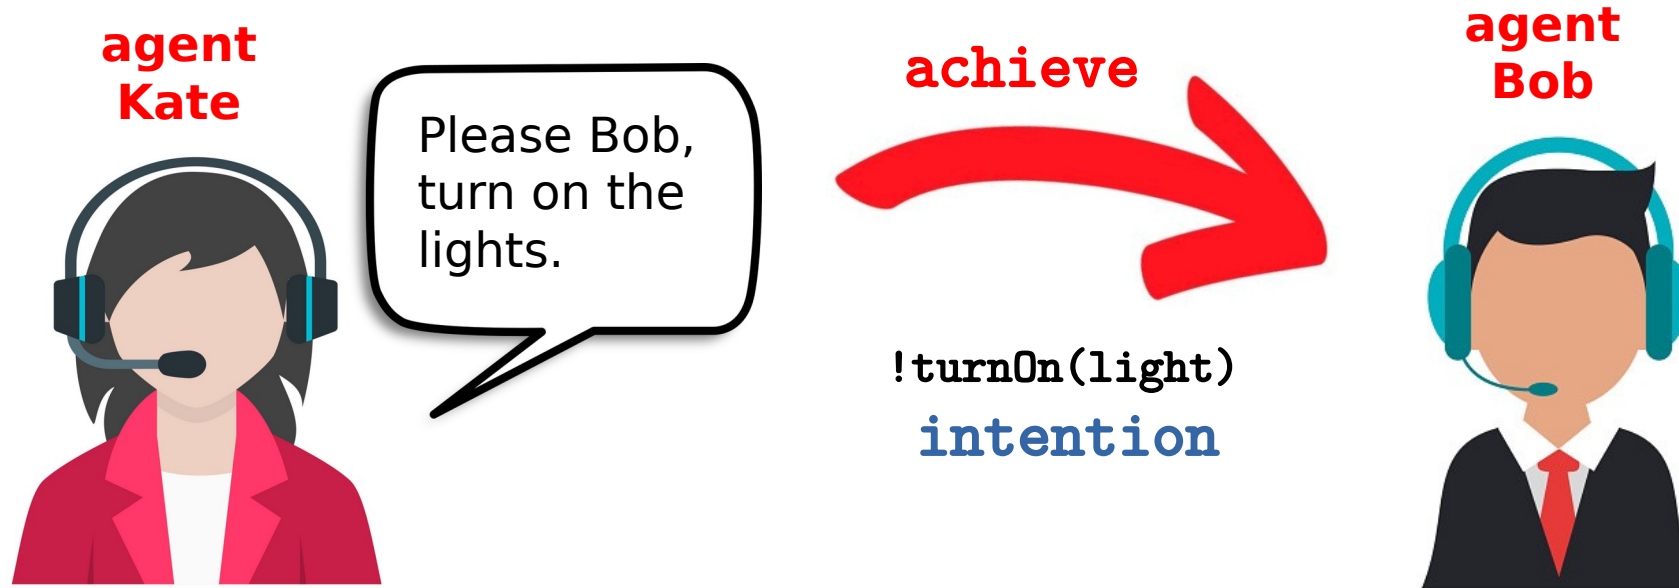 agent
Kate
Please Bob,
turn on the
lights.
achieve
!turnOn(light)
intention
agent
Bob